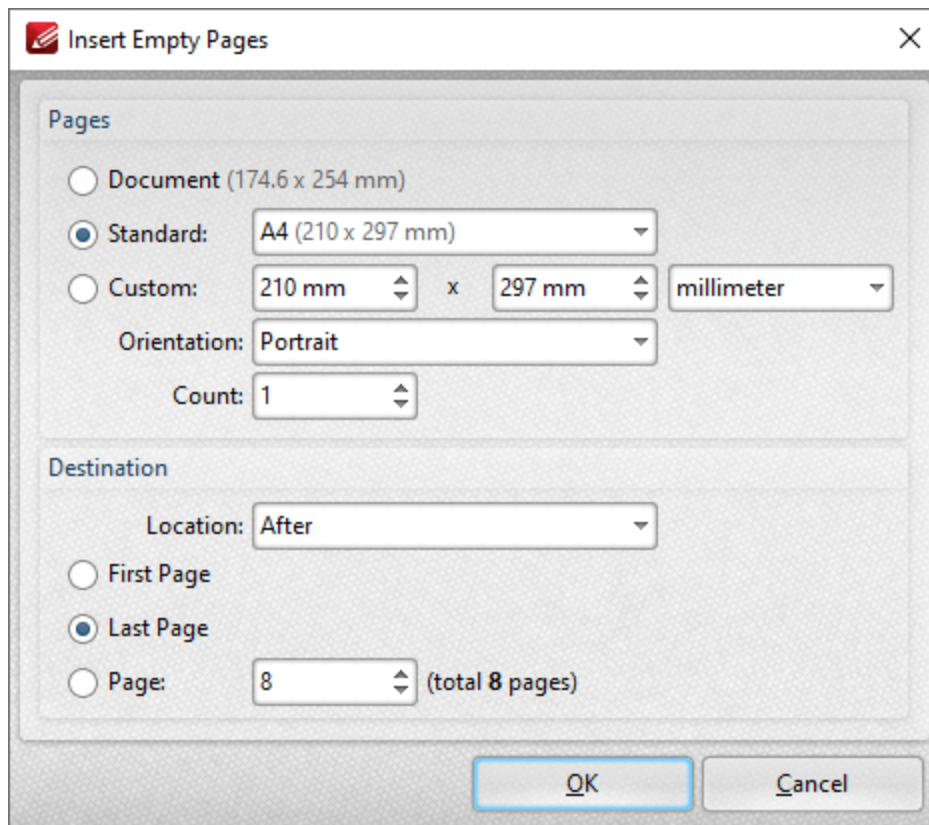 Insert Empty Pages
Pages
Document (174.6 x 254 mm)
Standard: A4 (210 x 297 mm)
Custom: 210 mm x 297 mm millimeter
Orientation: Portrait
Count: 1
Destination
Location: After
First Page
Last Page
Page: 8 (total 8 pages)
OK Cancel